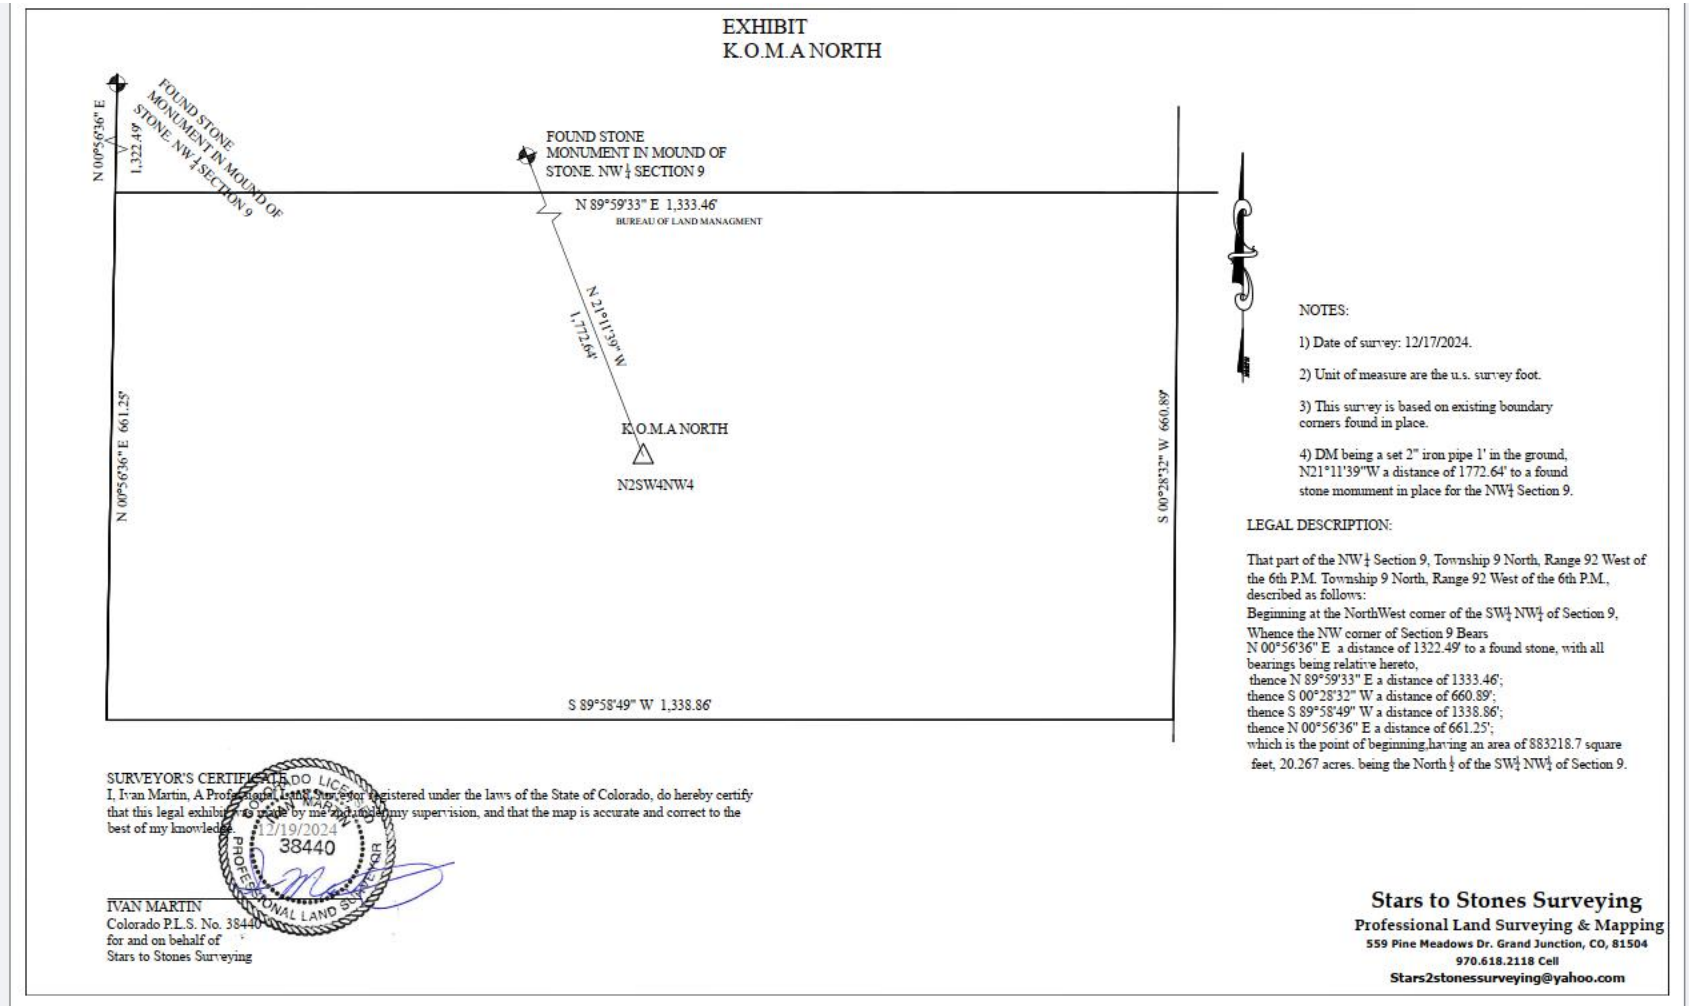 EXHIBIT
K.O.M.A NORTH
FOUND STONE
MONUMENT IN MOUND OF
STONE. NW 1/4 SECTION 9
N 00°56'36" E
1,322.49'
FOUND STONE
MONUMENT IN MOUND OF
STONE. NW 1/4 SECTION 9
N 89°59'33" E 1,333.46'
BUREAU OF LAND MANAGMENT
N 21°11'39" W
1,772.64'
K.O.M.A NORTH
N2SW4NW4
N 00°56'36" E 661.25'
S 00°28'32" W 660.89'
S 89°58'49" W 1,338.86'
NOTES:
1) Date of survey: 12/17/2024.
2) Unit of measure are the u.s. survey foot.
3) This survey is based on existing boundary
corners found in place.
4) DM being a set 2" iron pipe 1' in the ground,
N21°11'39"W a distance of 1772.64' to a found
stone momument in place for the NW1/4 Section 9.
LEGAL DESCRIPTION:
That part of the NW 1/4 Section 9, Township 9 North, Range 92 West of
the 6th P.M. Township 9 North, Range 92 West of the 6th P.M.,
described as follows:
Beginning at the NorthWest corner of the SW1/4 NW1/4 of Section 9,
Whence the NW corner of Section 9 Bears
N 00°56'36" E a distance of 1322.49' to a found stone, with all
bearings being relative hereto,
thence N 89°59'33" E a distance of 1333.46';
thence S 00°28'32" W a distance of 660.89';
thence S 89°58'49" W a distance of 1338.86';
thence N 00°56'36" E a distance of 661.25';
which is the point of beginning,having an area of 883218.7 square
feet, 20.267 acres. being the North 1/2 of the SW1/4 NW1/4 of Section 9.
SURVEYOR'S CERTIFICATE
I, Ivan Martin, A Professional Land Surveyor registered under the laws of the State of Colorado, do hereby certify
that this legal exhibit was made by me and under my supervision, and that the map is accurate and correct to the
best of my knowledge.
COLORADO LICENSED
IVAN MARTIN
12/19/2024
38440
PROFESSIONAL LAND SURVEYOR
IVAN MARTIN
Colorado P.L.S. No. 38440
for and on behalf of
Stars to Stones Surveying
Stars to Stones Surveying
Professional Land Surveying & Mapping
559 Pine Meadows Dr. Grand Junction, CO, 81504
970.618.2118 Cell
Stars2stonessurveying@yahoo.com